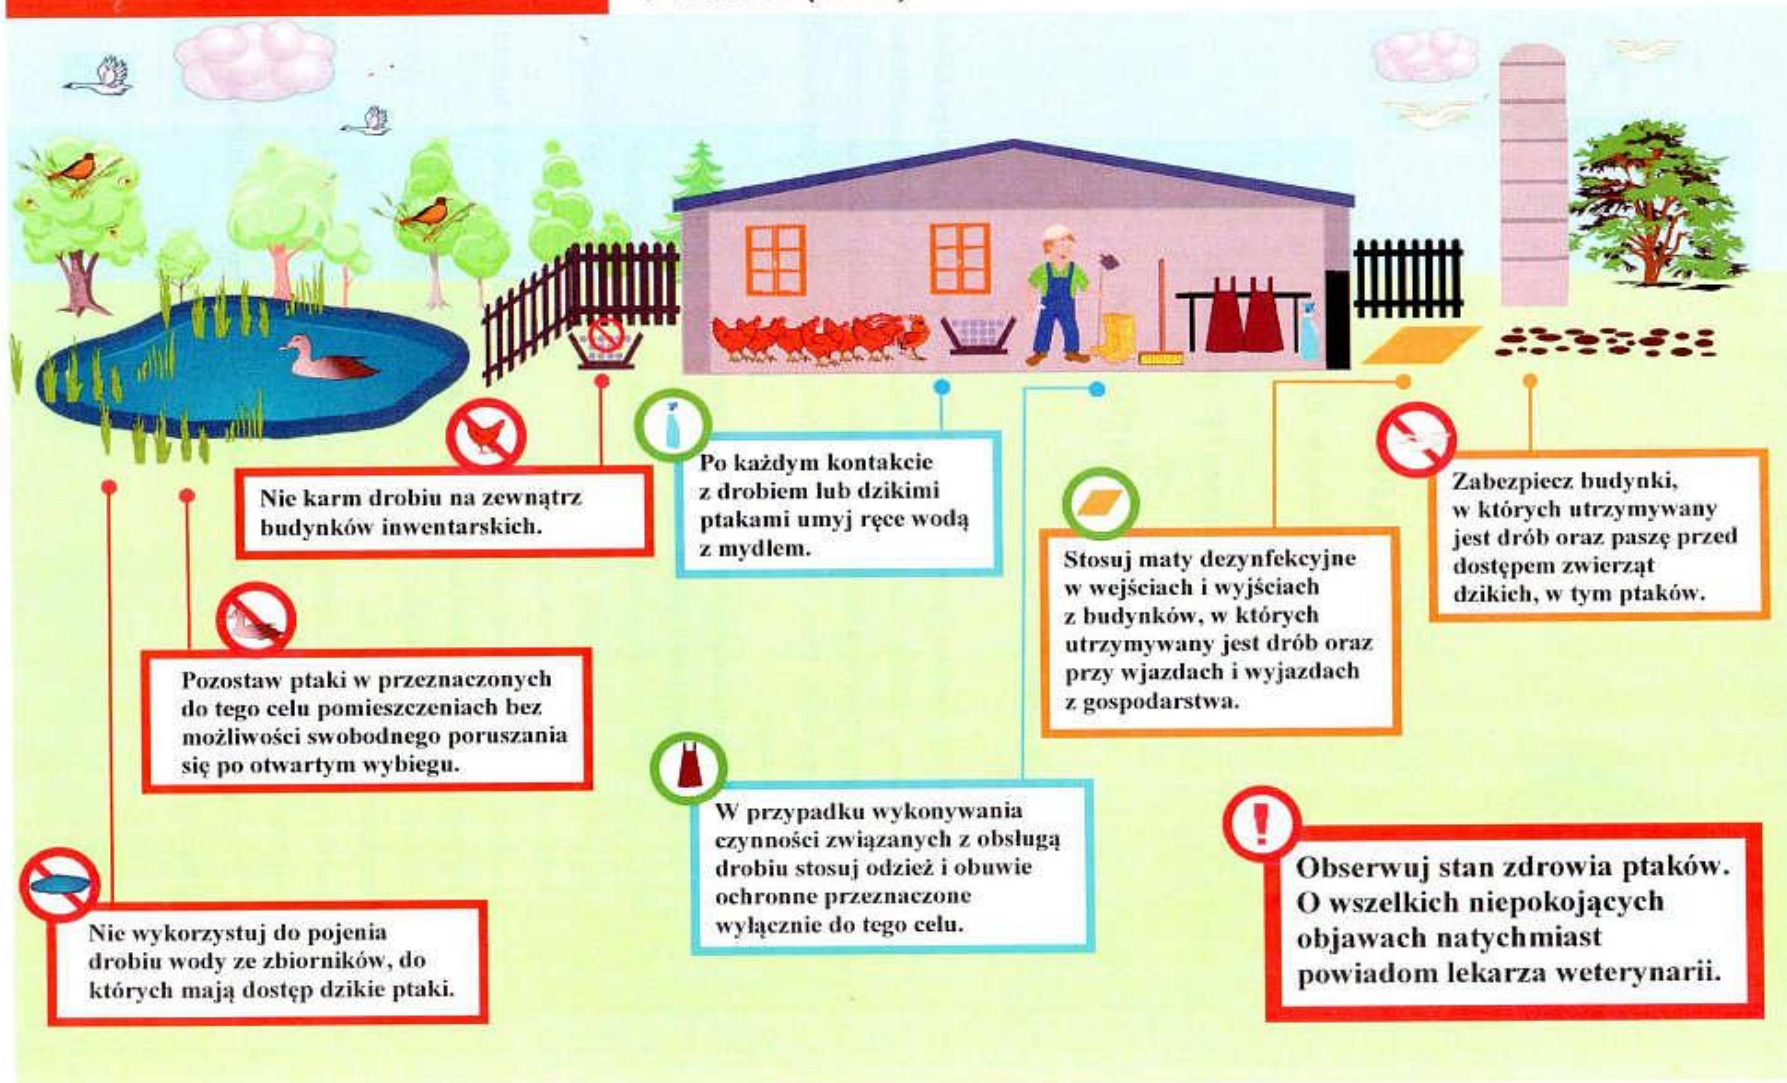 Nie karm drobiu na zewnątrz
budynków inwentarskich.
Po każdym kontakcie
z drobiem lub dzikimi
ptakami umyj ręce wodą
z mydłem.
Stosuj maty dezynfekcyjne
w wejściach i wyjściach
z budynków, w których
utrzymywany jest drób oraz
przy wjazdach i wyjazdach
z gospodarstwa.
Zabezpiecz budynki,
w których utrzymywany
jest drób oraz paszę przed
dostępem zwierząt
dzikich, w tym ptaków.
Pozostaw ptaki w przeznaczonych
do tego celu pomieszczeniach bez
możliwości swobodnego poruszania
się po otwartym wybiegu.
W przypadku wykonywania
czynności związanych z obsługą
drobiu stosuj odzież i obuwie
ochronne przeznaczone
wyłącznie do tego celu.
Nie wykorzystuj do pojenia
drobiu wody ze zbiorników, do
których mają dostęp dzikie ptaki.
!
Obserwuj stan zdrowia ptaków.
O wszelkich niepokojących
objawach natychmiast
powiadom lekarza weterynarii.